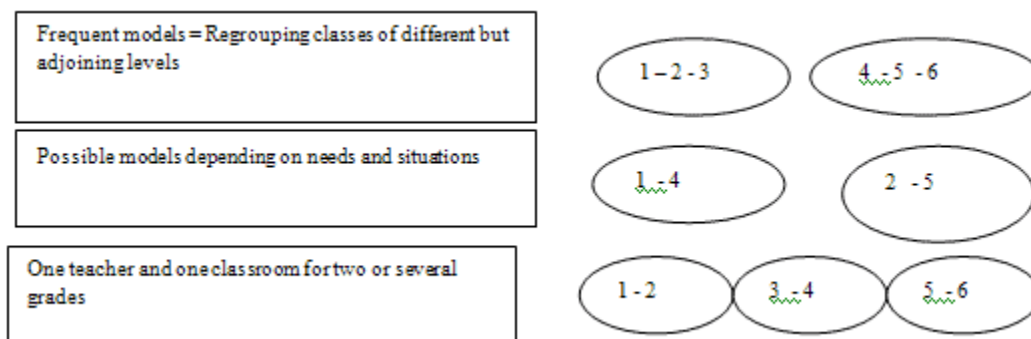 Frequent models = Regrouping classes of different but
adjoining levels
1 – 2 - 3
4 - 5 - 6
Possible models depending on needs and situations
1 - 4
2 - 5
One teacher and one classroom for two or several
grades
1 - 2
3 - 4
5 - 6